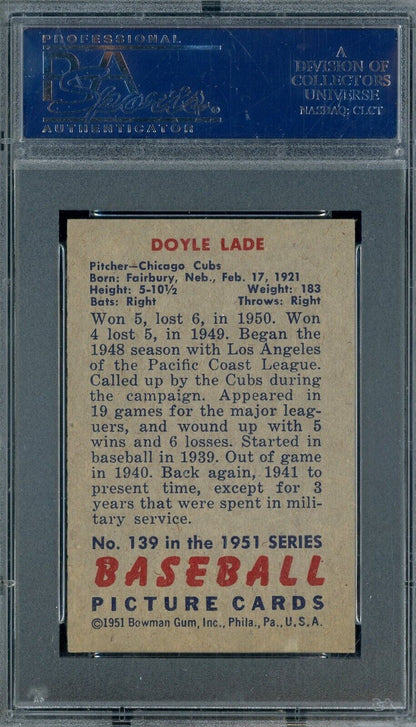 PROFESSIONAL
PSA
Sports
AUTHENTICATOR
A
DIVISION OF
COLLECTORS
UNIVERSE
NASDAQ: CLCT
DOYLE LADE
Pitcher—Chicago Cubs
Born: Fairbury, Neb., Feb. 17, 1921
Height: 5-10½ Weight: 183
Bats: Right Throws: Right
Won 5, lost 6, in 1950. Won
4 lost 5, in 1949. Began the
1948 season with Los Angeles
of the Pacific Coast League.
Called up by the Cubs during
the campaign. Appeared in
19 games for the major leag-
uers, and wound up with 5
wins and 6 losses. Started in
baseball in 1939. Out of game
in 1940. Back again, 1941 to
present time, except for 3
years that were spent in mili-
tary service.
No. 139 in the 1951 SERIES
BASEBALL
PICTURE CARDS
©1951 Bowman Gum, Inc., Phila., Pa., U.S.A.